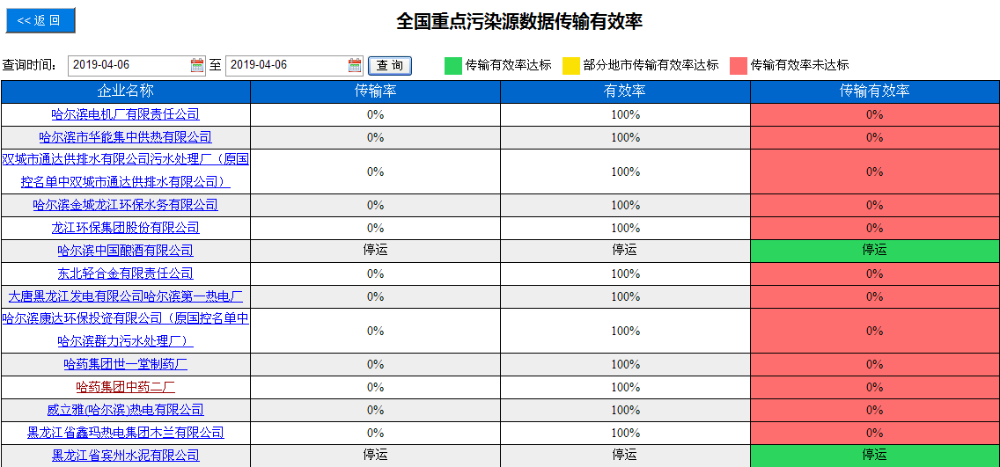 << 返 回
全国重点污染源数据传输有效率
查询时间： 2019-04-06 至 2019-04-06 查 询 传输有效率达标 部分地市传输有效率达标 传输有效率未达标
企业名称 传输率 有效率 传输有效率
哈尔滨电机厂有限责任公司 0% 100% 0%
哈尔滨市华能集中供热有限公司 0% 100% 0%
双城市通达供排水有限公司污水处理厂（原国
控名单中双城市通达供排水有限公司） 0% 100% 0%
哈尔滨金城龙江环保水务有限公司 0% 100% 0%
龙江环保集团股份有限公司 0% 100% 0%
哈尔滨中国酿酒有限公司 停运 停运 停运
东北轻合金有限责任公司 0% 100% 0%
大唐黑龙江发电有限公司哈尔滨第一热电厂 0% 100% 0%
哈尔滨康达环保投资有限公司（原国控名单中
哈尔滨群力污水处理厂） 0% 100% 0%
哈药集团世一堂制药厂 0% 100% 0%
哈药集团中药二厂 0% 100% 0%
威立雅(哈尔滨)热电有限公司 0% 100% 0%
黑龙江省鑫玛热电集团木兰有限公司 0% 100% 0%
黑龙江省宾州水泥有限公司 停运 停运 停运